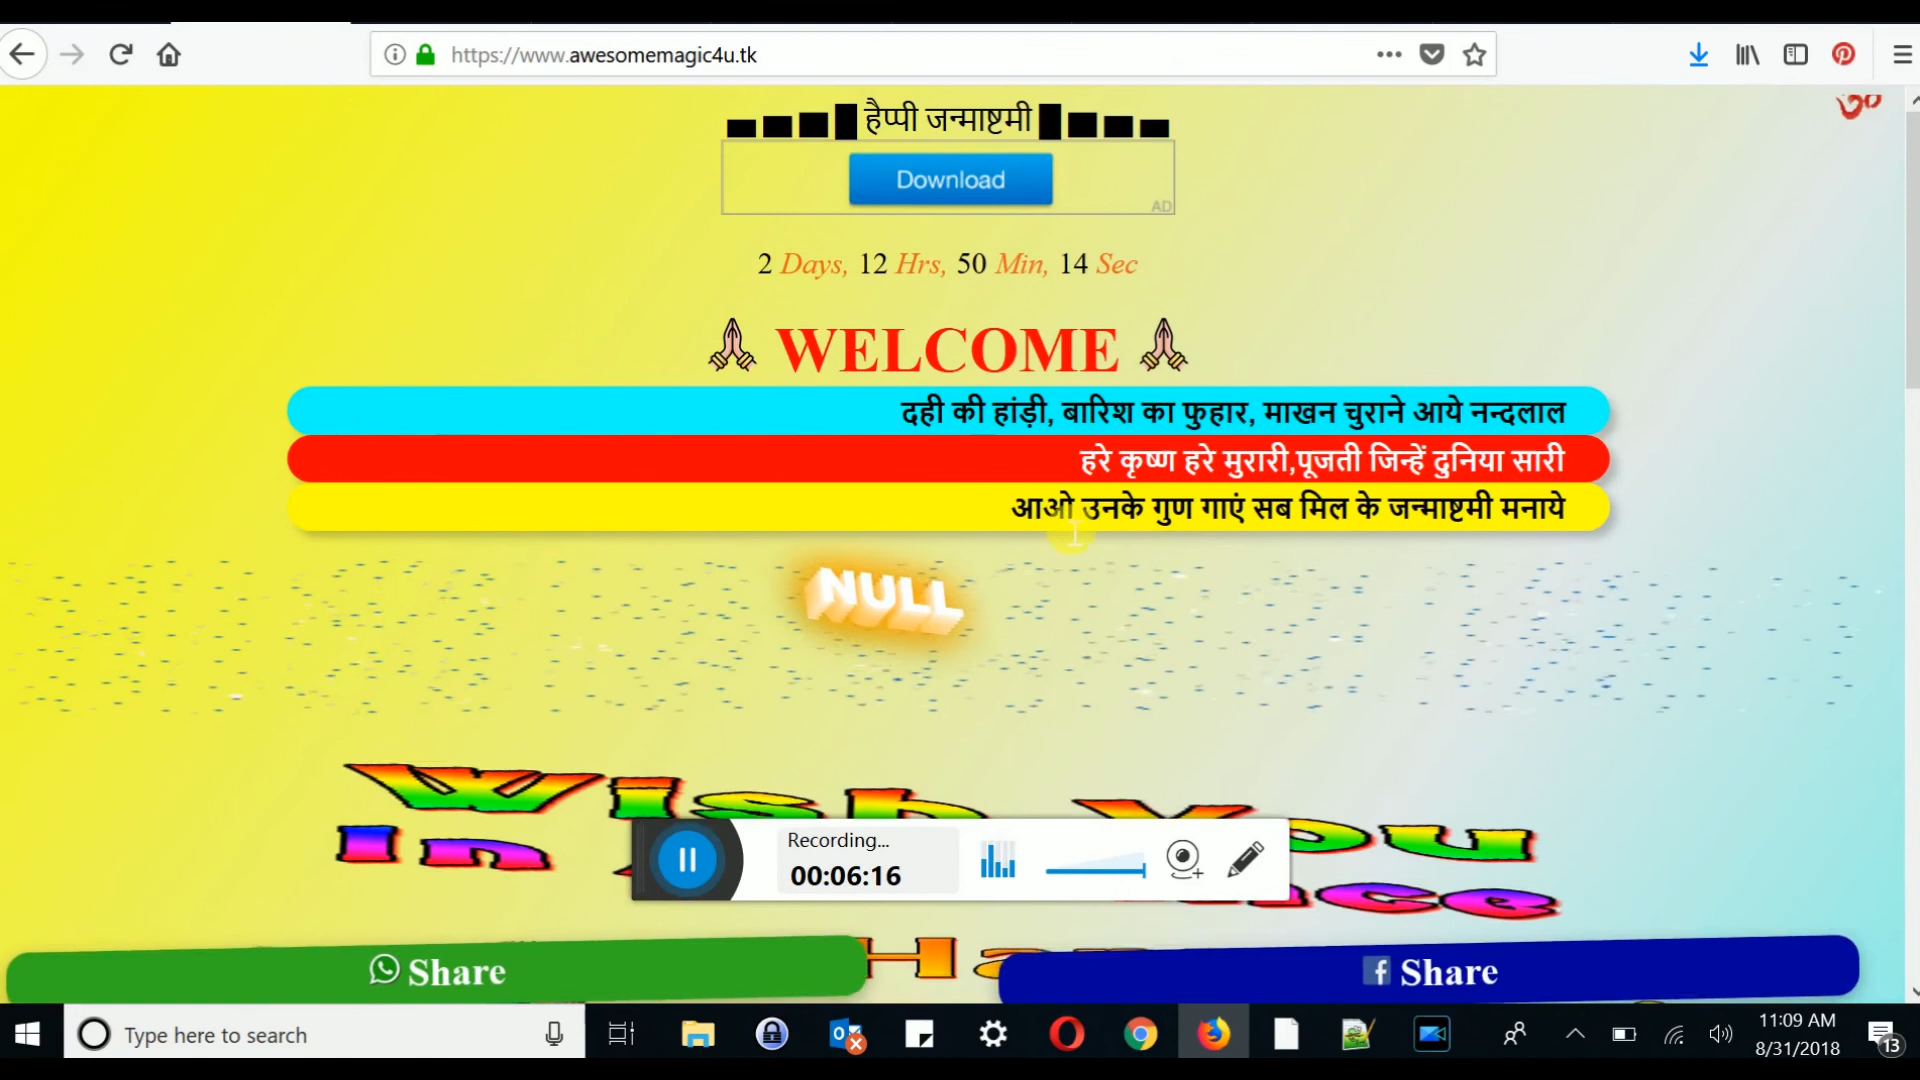 https://www.awesomemagic4u.tk
हैप्पी जन्माष्टमी
Download
AD
2 Days, 12 Hrs, 50 Min, 14 Sec
WELCOME
दही की हांड़ी, बारिश का फुहार, माखन चुराने आये नन्दलाल
हरे कृष्ण हरे मुरारी,पूजती जिन्हें दुनिया सारी
आओ उनके गुण गाएं सब मिल के जन्माष्टमी मनाये
NULL
Wish You
In
Recording...
00:06:16
Share
Share
Type here to search
11:09 AM
8/31/2018
13